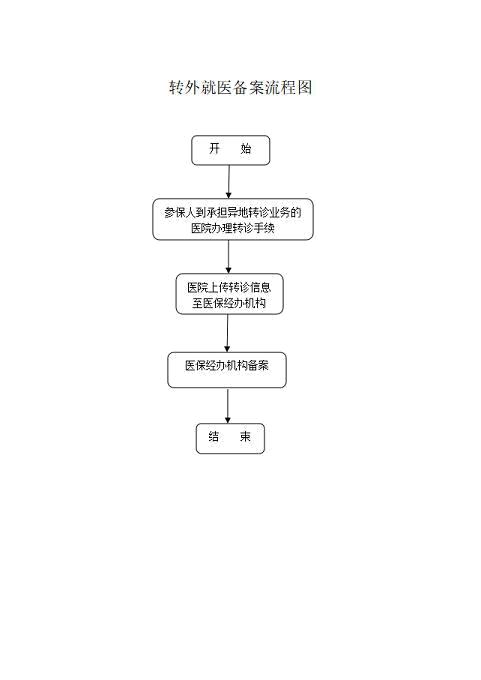 转外就医备案流程图
开 始
参保人到承担异地转诊业务的
医院办理转诊手续
医院上传转诊信息
至医保经办机构
医保经办机构备案
结 束